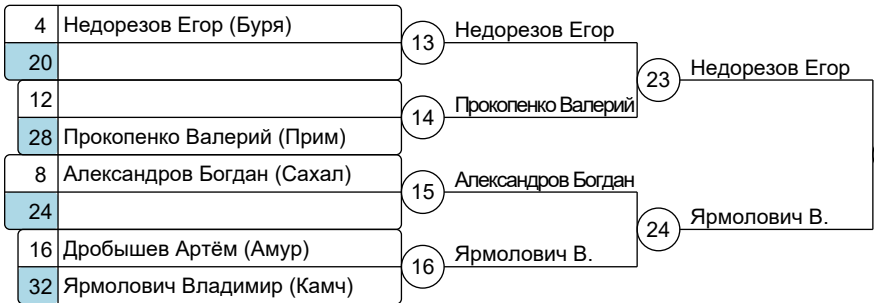 4 Недорезов Егор (Буря)
20
12
28 Прокопенко Валерий (Прим)
8 Александров Богдан (Сахал)
24
16 Дробышев Артём (Амур)
32 Ярмолович Владимир (Камч)
13 Недорезов Егор
14 Прокопенко Валерий
15 Александров Богдан
16 Ярмолович В.
23 Недорезов Егор
24 Ярмолович В.